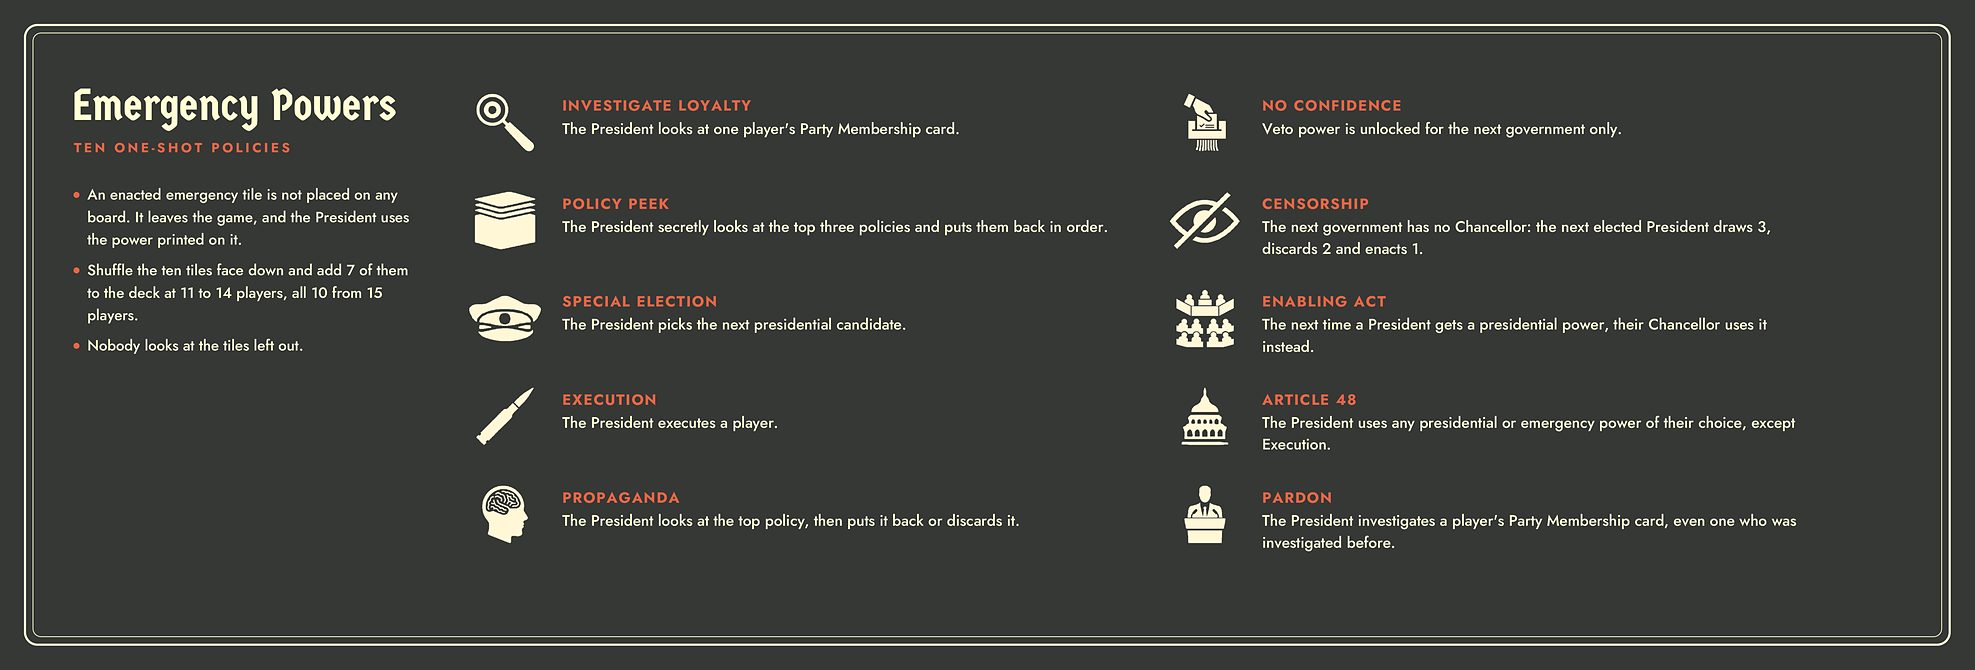 Emergency Powers
TEN ONE-SHOT POLICIES
• An enacted emergency tile is not placed on any
board. It leaves the game, and the President uses
the power printed on it.
• Shuffle the ten tiles face down and add 7 of them
to the deck at 11 to 14 players, all 10 from 15
players.
• Nobody looks at the tiles left out.
INVESTIGATE LOYALTY
The President looks at one player's Party Membership card.
POLICY PEEK
The President secretly looks at the top three policies and puts them back in order.
SPECIAL ELECTION
The President picks the next presidential candidate.
EXECUTION
The President executes a player.
PROPAGANDA
The President looks at the top policy, then puts it back or discards it.
NO CONFIDENCE
Veto power is unlocked for the next government only.
CENSORSHIP
The next government has no Chancellor: the next elected President draws 3,
discards 2 and enacts 1.
ENABLING ACT
The next time a President gets a presidential power, their Chancellor uses it
instead.
ARTICLE 48
The President uses any presidential or emergency power of their choice, except
Execution.
PARDON
The President investigates a player's Party Membership card, even one who was
investigated before.